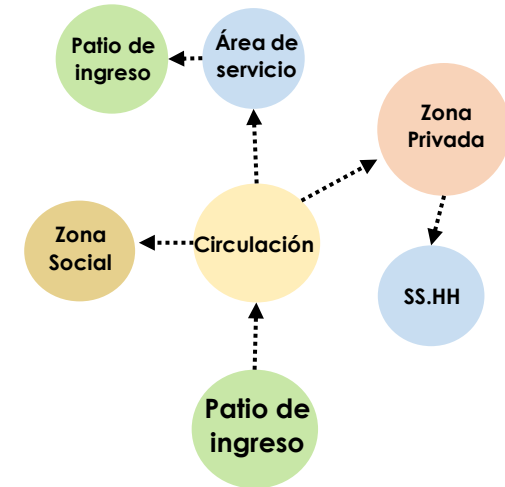 Patio de
ingreso
Área de
servicio
Zona
Privada
Zona
Social
Circulación
SS.HH
Patio de
ingreso